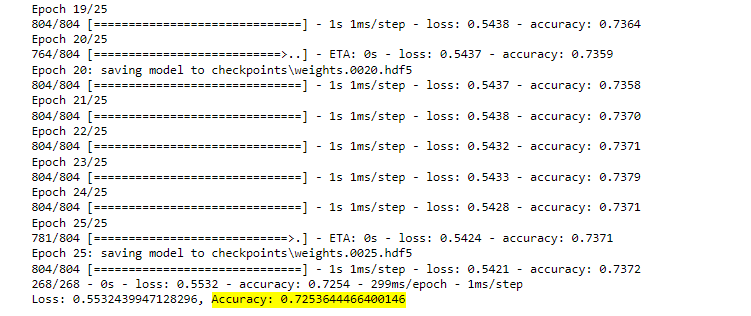 Epoch 19/25
804/804 [==============================] - 1s 1ms/step - loss: 0.5438 - accuracy: 0.7364
Epoch 20/25
764/804 [===========================>..] - ETA: 0s - loss: 0.5437 - accuracy: 0.7359
Epoch 20: saving model to checkpoints\weights.0020.hdf5
804/804 [==============================] - 1s 1ms/step - loss: 0.5437 - accuracy: 0.7358
Epoch 21/25
804/804 [==============================] - 1s 1ms/step - loss: 0.5438 - accuracy: 0.7370
Epoch 22/25
804/804 [==============================] - 1s 1ms/step - loss: 0.5432 - accuracy: 0.7371
Epoch 23/25
804/804 [==============================] - 1s 1ms/step - loss: 0.5433 - accuracy: 0.7379
Epoch 24/25
804/804 [==============================] - 1s 1ms/step - loss: 0.5428 - accuracy: 0.7371
Epoch 25/25
781/804 [============================>.] - ETA: 0s - loss: 0.5424 - accuracy: 0.7371
Epoch 25: saving model to checkpoints\weights.0025.hdf5
804/804 [==============================] - 1s 1ms/step - loss: 0.5421 - accuracy: 0.7372
268/268 - 0s - loss: 0.5532 - accuracy: 0.7254 - 299ms/epoch - 1ms/step
Loss: 0.5532439947128296, Accuracy: 0.7253644466400146